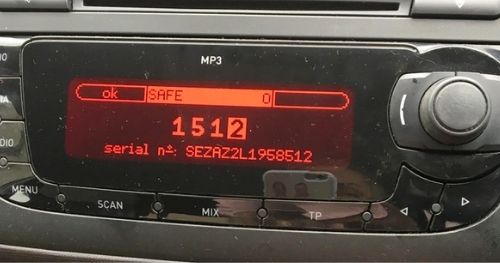 MP3
ok SAFE 0
1512
serial nº: SEZAZ2L1958512
MENU SCAN MIX TP